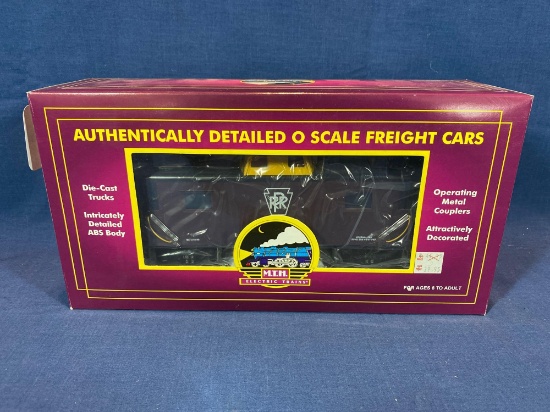 AUTHENTICALLY DETAILED O SCALE FREIGHT CARS
Die-Cast
Trucks
Intricately
Detailed
ABS Body
PRR
Operating
Metal
Couplers
Attractively
Decorated
M.T.H.
ELECTRIC TRAINS
FOR AGES 8 TO ADULT